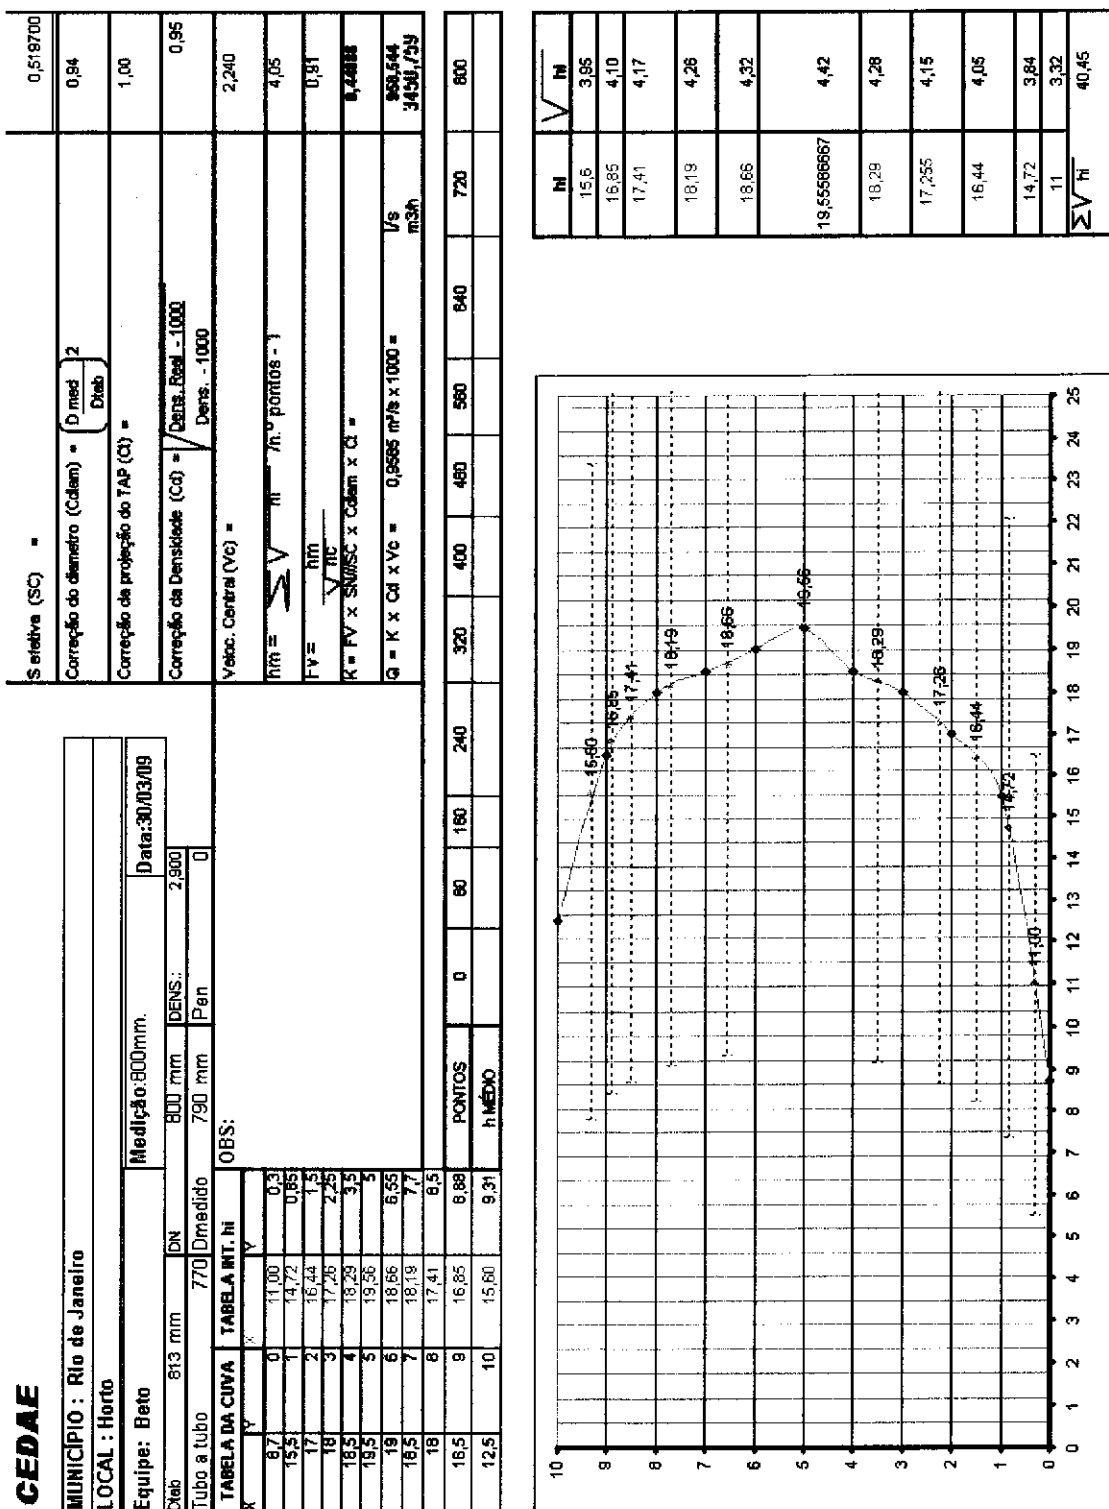 CEDAE
MUNICÍPIO : Rio de Janeiro
LOCAL : Horto
Equipe: Beto Medição:800mm. Data:30/03/09
Dtab 813 mm DN 800 mm DENS.: 2,900
Tubo a tubo 770 Dmedido 790 mm Pen 0
TABELA DA CUVA TABELA INT. hi OBS:
X Y X Y
8,7 0 11,00 0,3
15,5 1 14,72 0,85
17 2 16,44 1,5
18 3 17,26 2,25
18,5 4 18,29 3,5
19,5 5 19,56 5
19 6 18,66 6,55
18,5 7 18,19 7,7
18 8 17,41 8,5
16,5 9 16,85 8,88
12,5 10 15,60 9,31
S efetiva (SC) = 0,519700
Correção do diametro (Cdiam) = (D med / Dtab) 2 0,94
Correção da projeção do TAP (Ct) = 1,00
Correção da Densidade (Cd) = √ Dens. Real - 1000 0,95
Dens. - 1000
Veloc. Central (Vc) = 2,240
hm = Σ√ hi /n.º pontos - 1 4,05
Fv = hm 0,91
√ hc
K = FV x SN///SC x Cdiam x Ct =
Q = K x Cd x Vc = 0,9585 m³/s x 1000 = l/s 958,544
m3/h 3450,759
PONTOS 0 80 160 240 320 400 480 560 640 720 800
h MÉDIO
hi √ hi
15,6 3,95
16,85 4,10
17,41 4,17
18,19 4,26
18,66 4,32
19,55566667 4,42
18,29 4,28
17,255 4,15
16,44 4,05
14,72 3,84
11 3,32
Σ√ hi 40,45
10
9
8
7
6
5
4
3
2
1
0
15,60
16,85
17,41
18,19
18,66
19,56
18,29
17,26
16,44
14,72
11,00
0 1 2 3 4 5 6 7 8 9 10 11 12 13 14 15 16 17 18 19 20 21 22 23 24 25